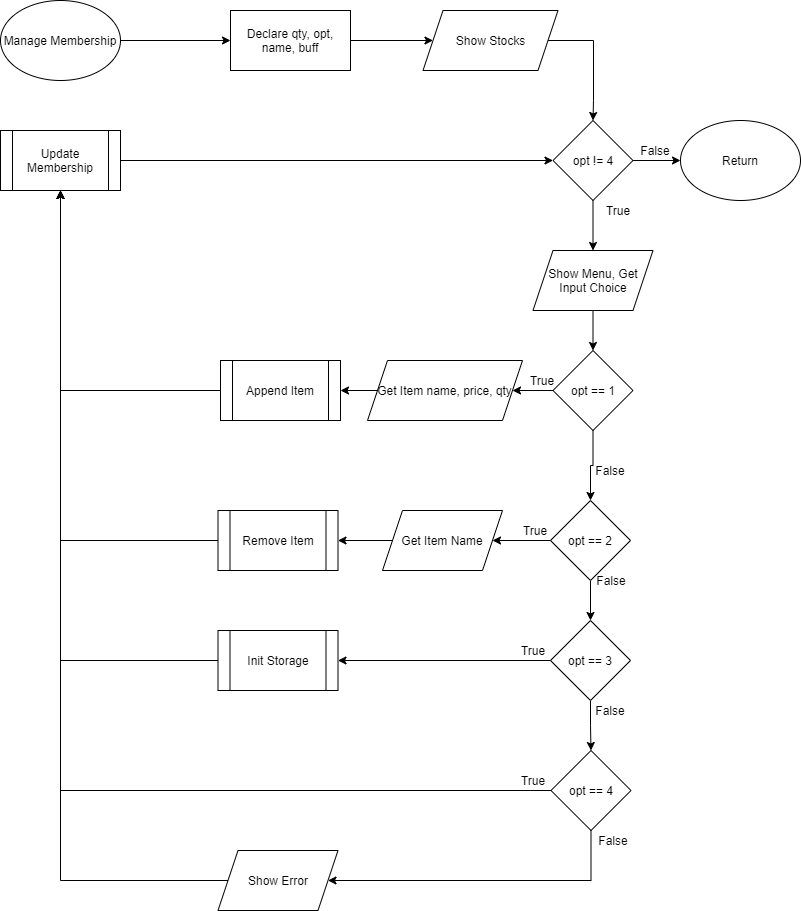 Manage Membership
Declare qty, opt,
name, buff
Show Stocks
Update
Membership
opt != 4
False
Return
True
Show Menu, Get
Input Choice
Append Item
Get Item name, price, qty
True
opt == 1
False
Remove Item
Get Item Name
True
opt == 2
False
Init Storage
True
opt == 3
False
True
opt == 4
False
Show Error